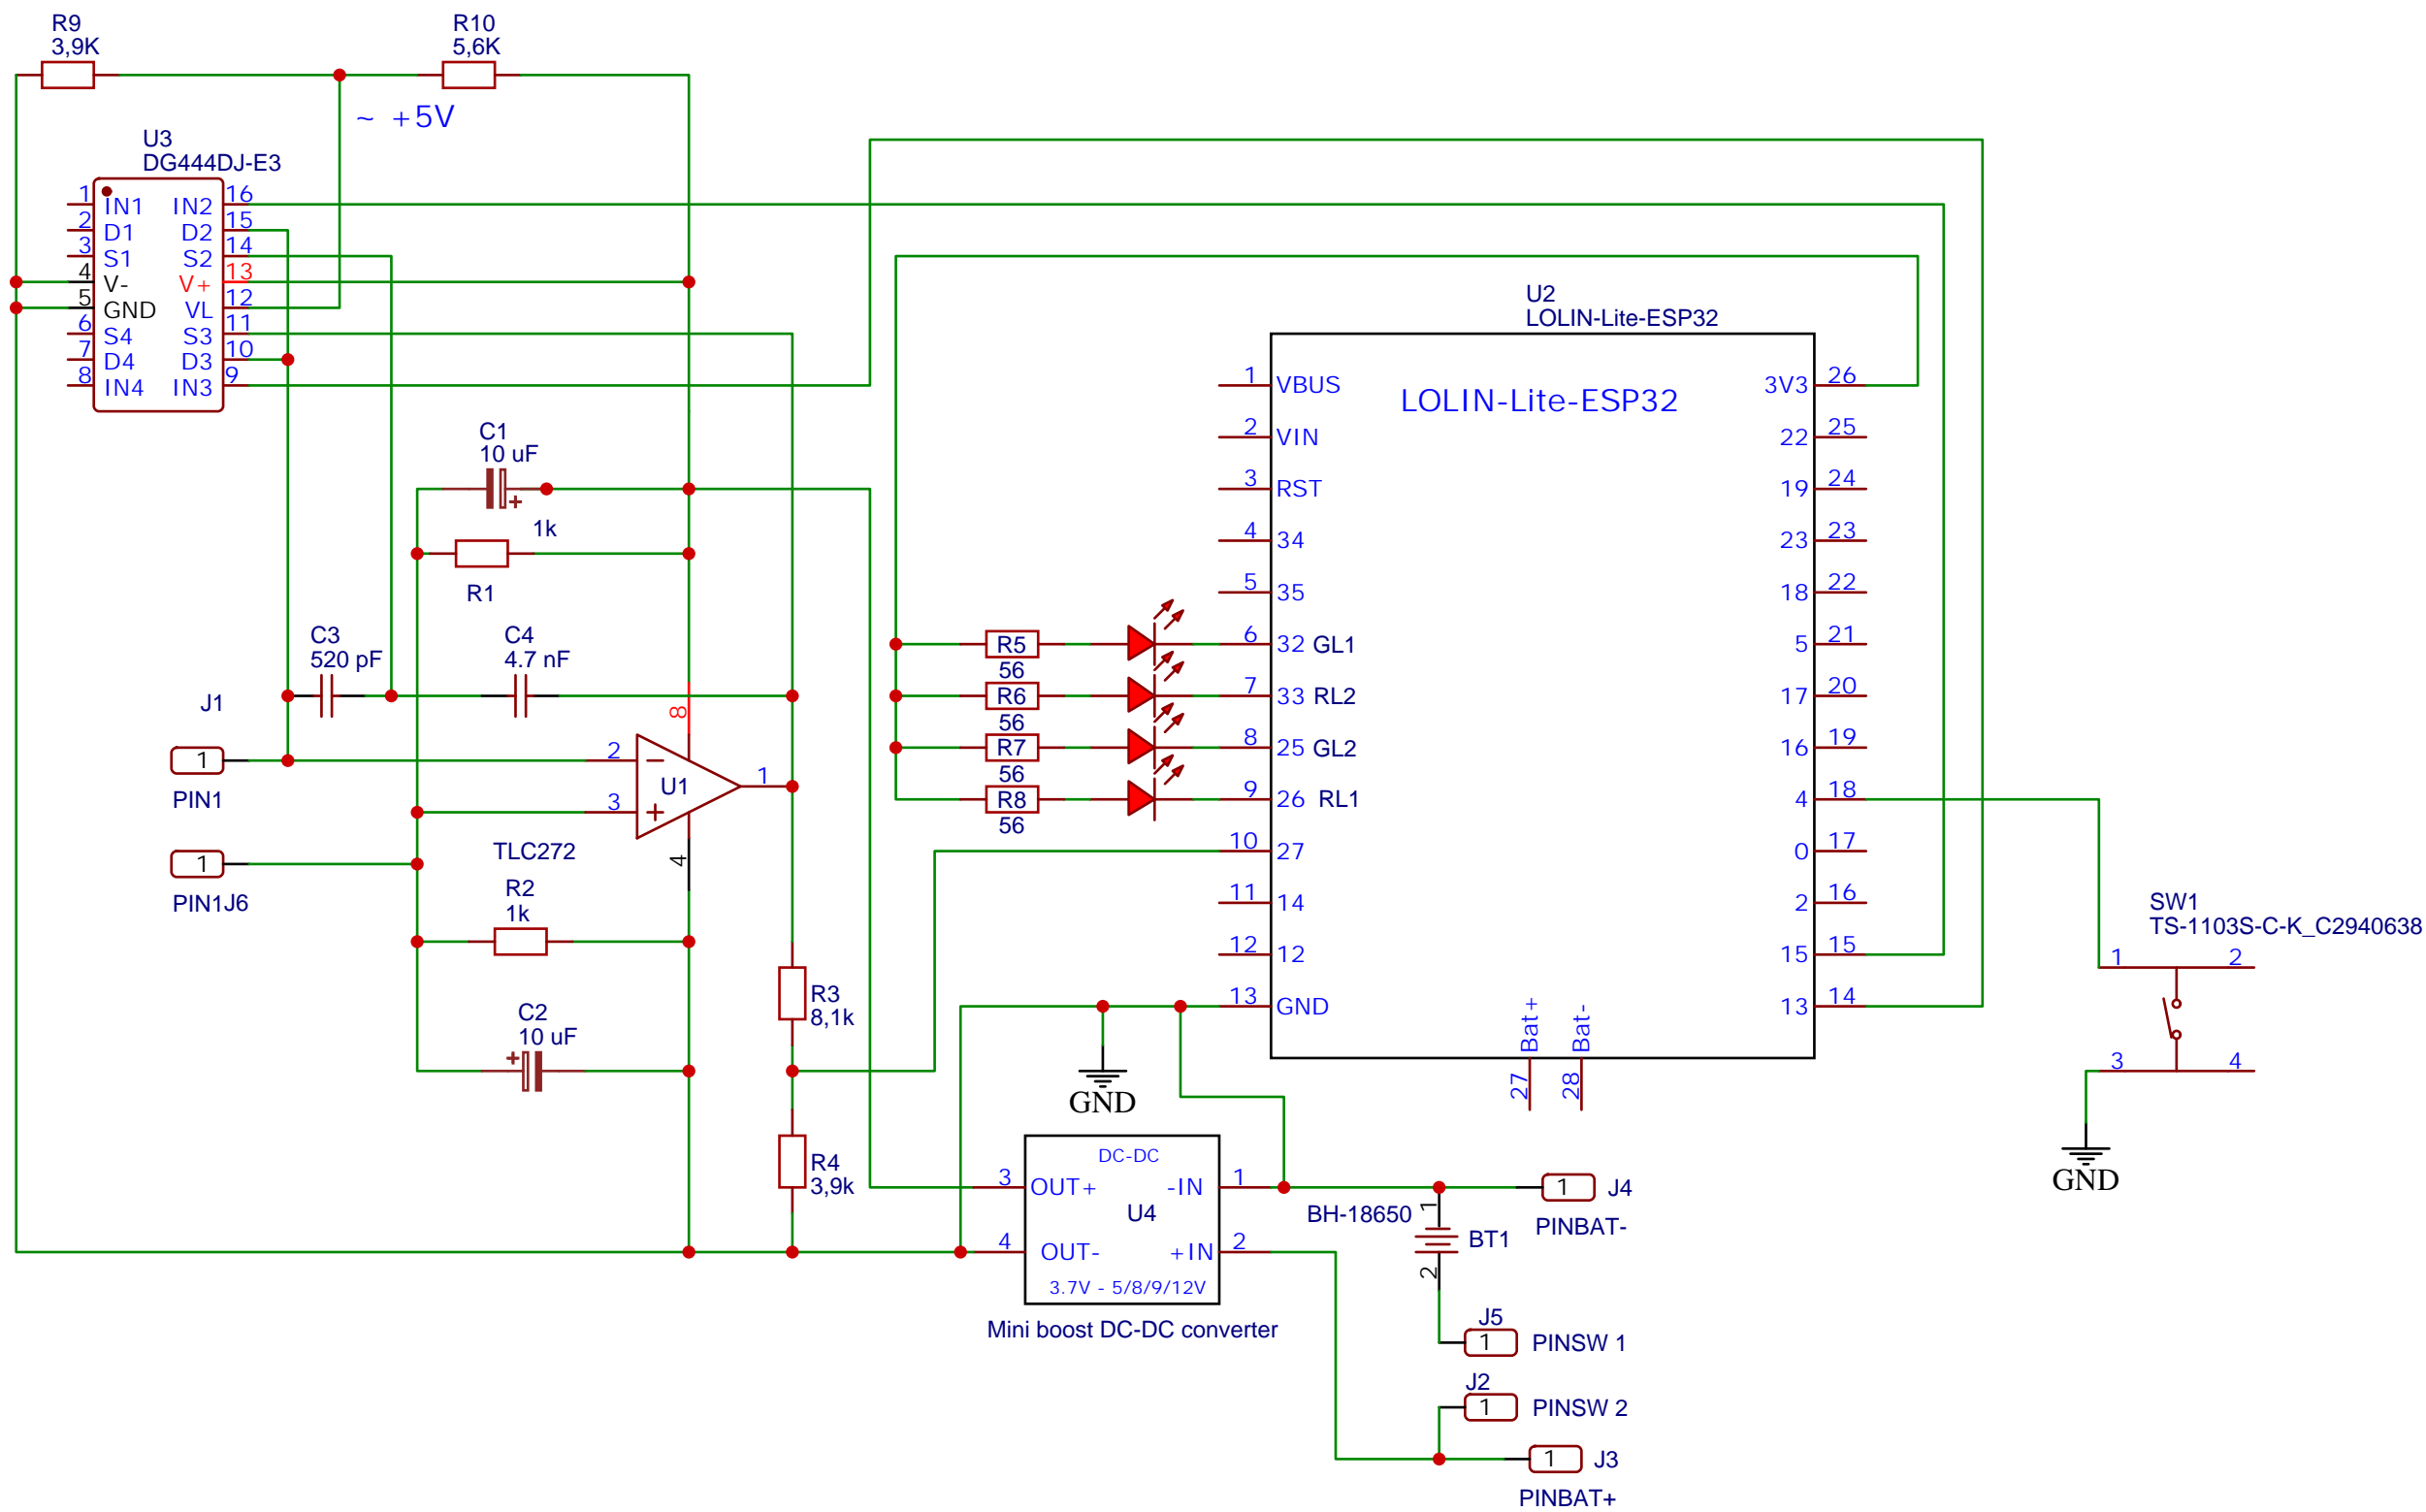 R9
3,9K
R10
5,6K
~ +5V
U3
DG444DJ-E3
1 IN1 IN2 16
2 D1 D2 15
3 S1 S2 14
4 V- V+ 13
5 GND VL 12
6 S4 S3 11
7 D4 D3 10
8 IN4 IN3 9
C1
10 uF
+
1k
R1
C3
520 pF
C4
4.7 nF
J1
1
PIN1
8
2
U1
1
3
4
TLC272
1
PIN1J6
R2
1k
C2
10 uF
+
R3
8,1k
R4
3,9k
U2
LOLIN-Lite-ESP32
LOLIN-Lite-ESP32
1 VBUS 3V3 26
2 VIN 22 25
3 RST 19 24
4 34 23 23
5 35 18 22
R5
56
6 32 GL1 5 21
R6
56
7 33 RL2 17 20
R7
56
8 25 GL2 16 19
R8
56
9 26 RL1 4 18
10 27 0 17
11 14 2 16
12 12 15 15
13 GND 13 14
Bat+
27
Bat-
28
GND
SW1
TS-1103S-C-K_C2940638
1 2
3 4
GND
DC-DC
3 OUT+ -IN 1
U4
4 OUT- +IN 2
3.7V - 5/8/9/12V
Mini boost DC-DC converter
BH-18650
1
BT1
2
1 J4
PINBAT-
J5
1 PINSW 1
J2
1 PINSW 2
1 J3
PINBAT+